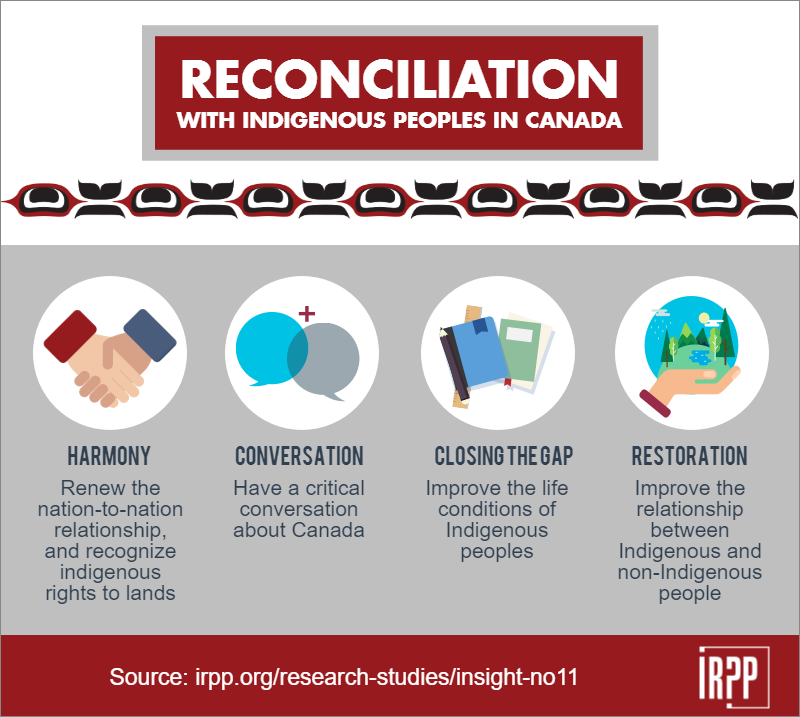 RECONCILIATION
WITH INDIGENOUS PEOPLES IN CANADA
HARMONY
Renew the
nation-to-nation
relationship,
and recognize
indigenous
rights to lands
CONVERSATION
Have a critical
conversation
about Canada
CLOSING THE GAP
Improve the life
conditions of
Indigenous
peoples
RESTORATION
Improve the
relationship
between
Indigenous and
non-Indigenous
people
Source: irpp.org/research-studies/insight-no11
IRPP